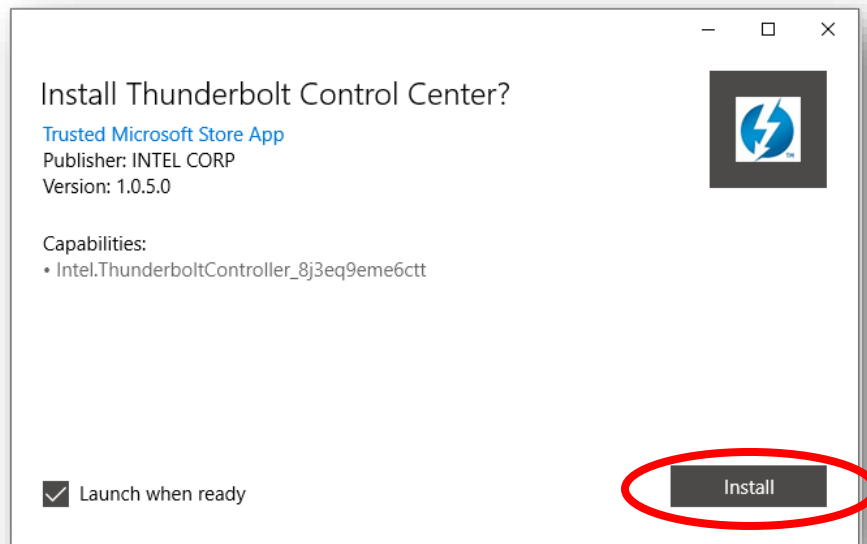 Install Thunderbolt Control Center?
Trusted Microsoft Store App
Publisher: INTEL CORP
Version: 1.0.5.0
Capabilities:
• Intel.ThunderboltController_8j3eq9eme6ctt
Launch when ready
Install
TM